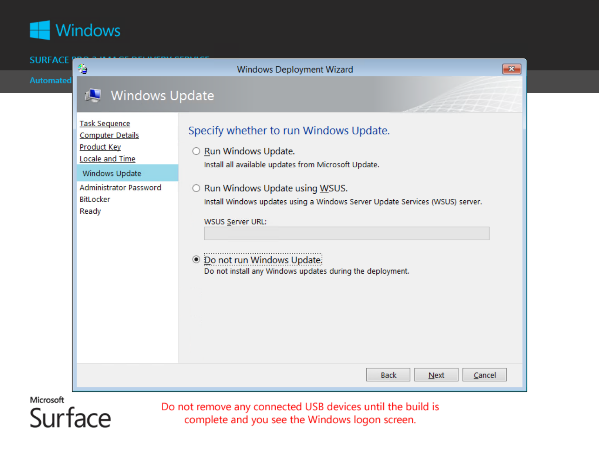 Windows
SURFACE
Automated
Windows Deployment Wizard
Windows Update
Task Sequence
Computer Details
Product Key
Locale and Time
Windows Update
Administrator Password
BitLocker
Ready
Specify whether to run Windows Update.
Run Windows Update.
Install all available updates from Microsoft Update.
Run Windows Update using WSUS.
Install Windows updates using a Windows Server Update Services (WSUS) server.
WSUS Server URL:
Do not run Windows Update.
Do not install any Windows updates during the deployment.
Back Next Cancel
Microsoft
Surface
Do not remove any connected USB devices until the build is
complete and you see the Windows logon screen.